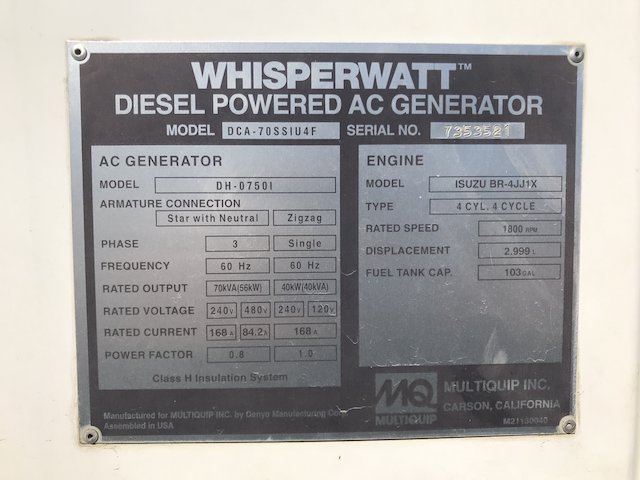 WHISPERWATT™
DIESEL POWERED AC GENERATOR
MODEL DCA-70SSIU4F SERIAL NO. 7353521
AC GENERATOR
MODEL DH-0750I
ARMATURE CONNECTION
Star with Neutral Zigzag
PHASE 3 Single
FREQUENCY 60 Hz 60 Hz
RATED OUTPUT 70kVA(56kW) 40kW(40kVA)
RATED VOLTAGE 240V 480V 240V 120V
RATED CURRENT 168A 84.2A 168A
POWER FACTOR 0.8 1.0
Class H Insulation System
Manufactured for MULTIQUIP INC. by Denyo Manufacturing Corp.
Assembled in USA
ENGINE
MODEL ISUZU BR-4JJ1X
TYPE 4 CYL. 4 CYCLE
RATED SPEED 1800 RPM
DISPLACEMENT 2.999 L
FUEL TANK CAP. 103 GAL
MQ
MULTIQUIP
MULTIQUIP INC.
CARSON, CALIFORNIA
M21130040